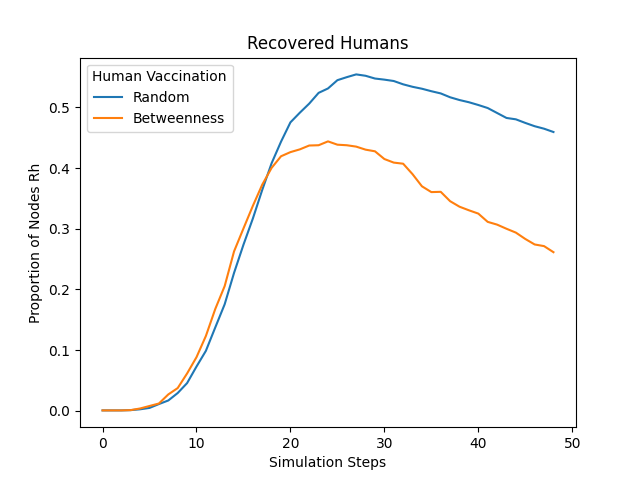 Recovered Humans
Human Vaccination
Random
Betweenness
0.5
0.4
0.3
0.2
0.1
0.0
Proportion of Nodes Rh
0 10 20 30 40 50
Simulation Steps